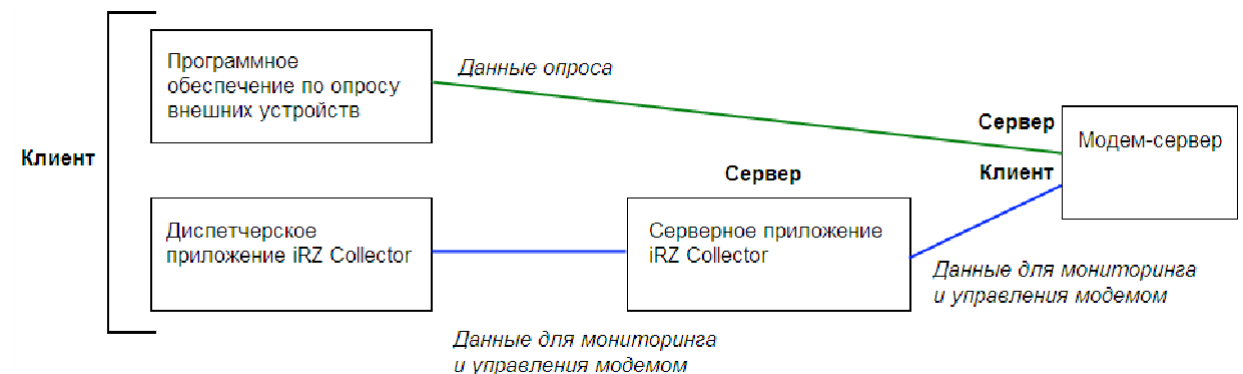 Программное
обеспечение по опросу
внешних устройств
Данные опроса
Сервер
Модем-сервер
Клиент
Клиент
Сервер
Диспетчерское
приложение iRZ Collector
Серверное приложение
iRZ Collector
Данные для мониторинга
и управления модемом
Данные для мониторинга
и управления модемом